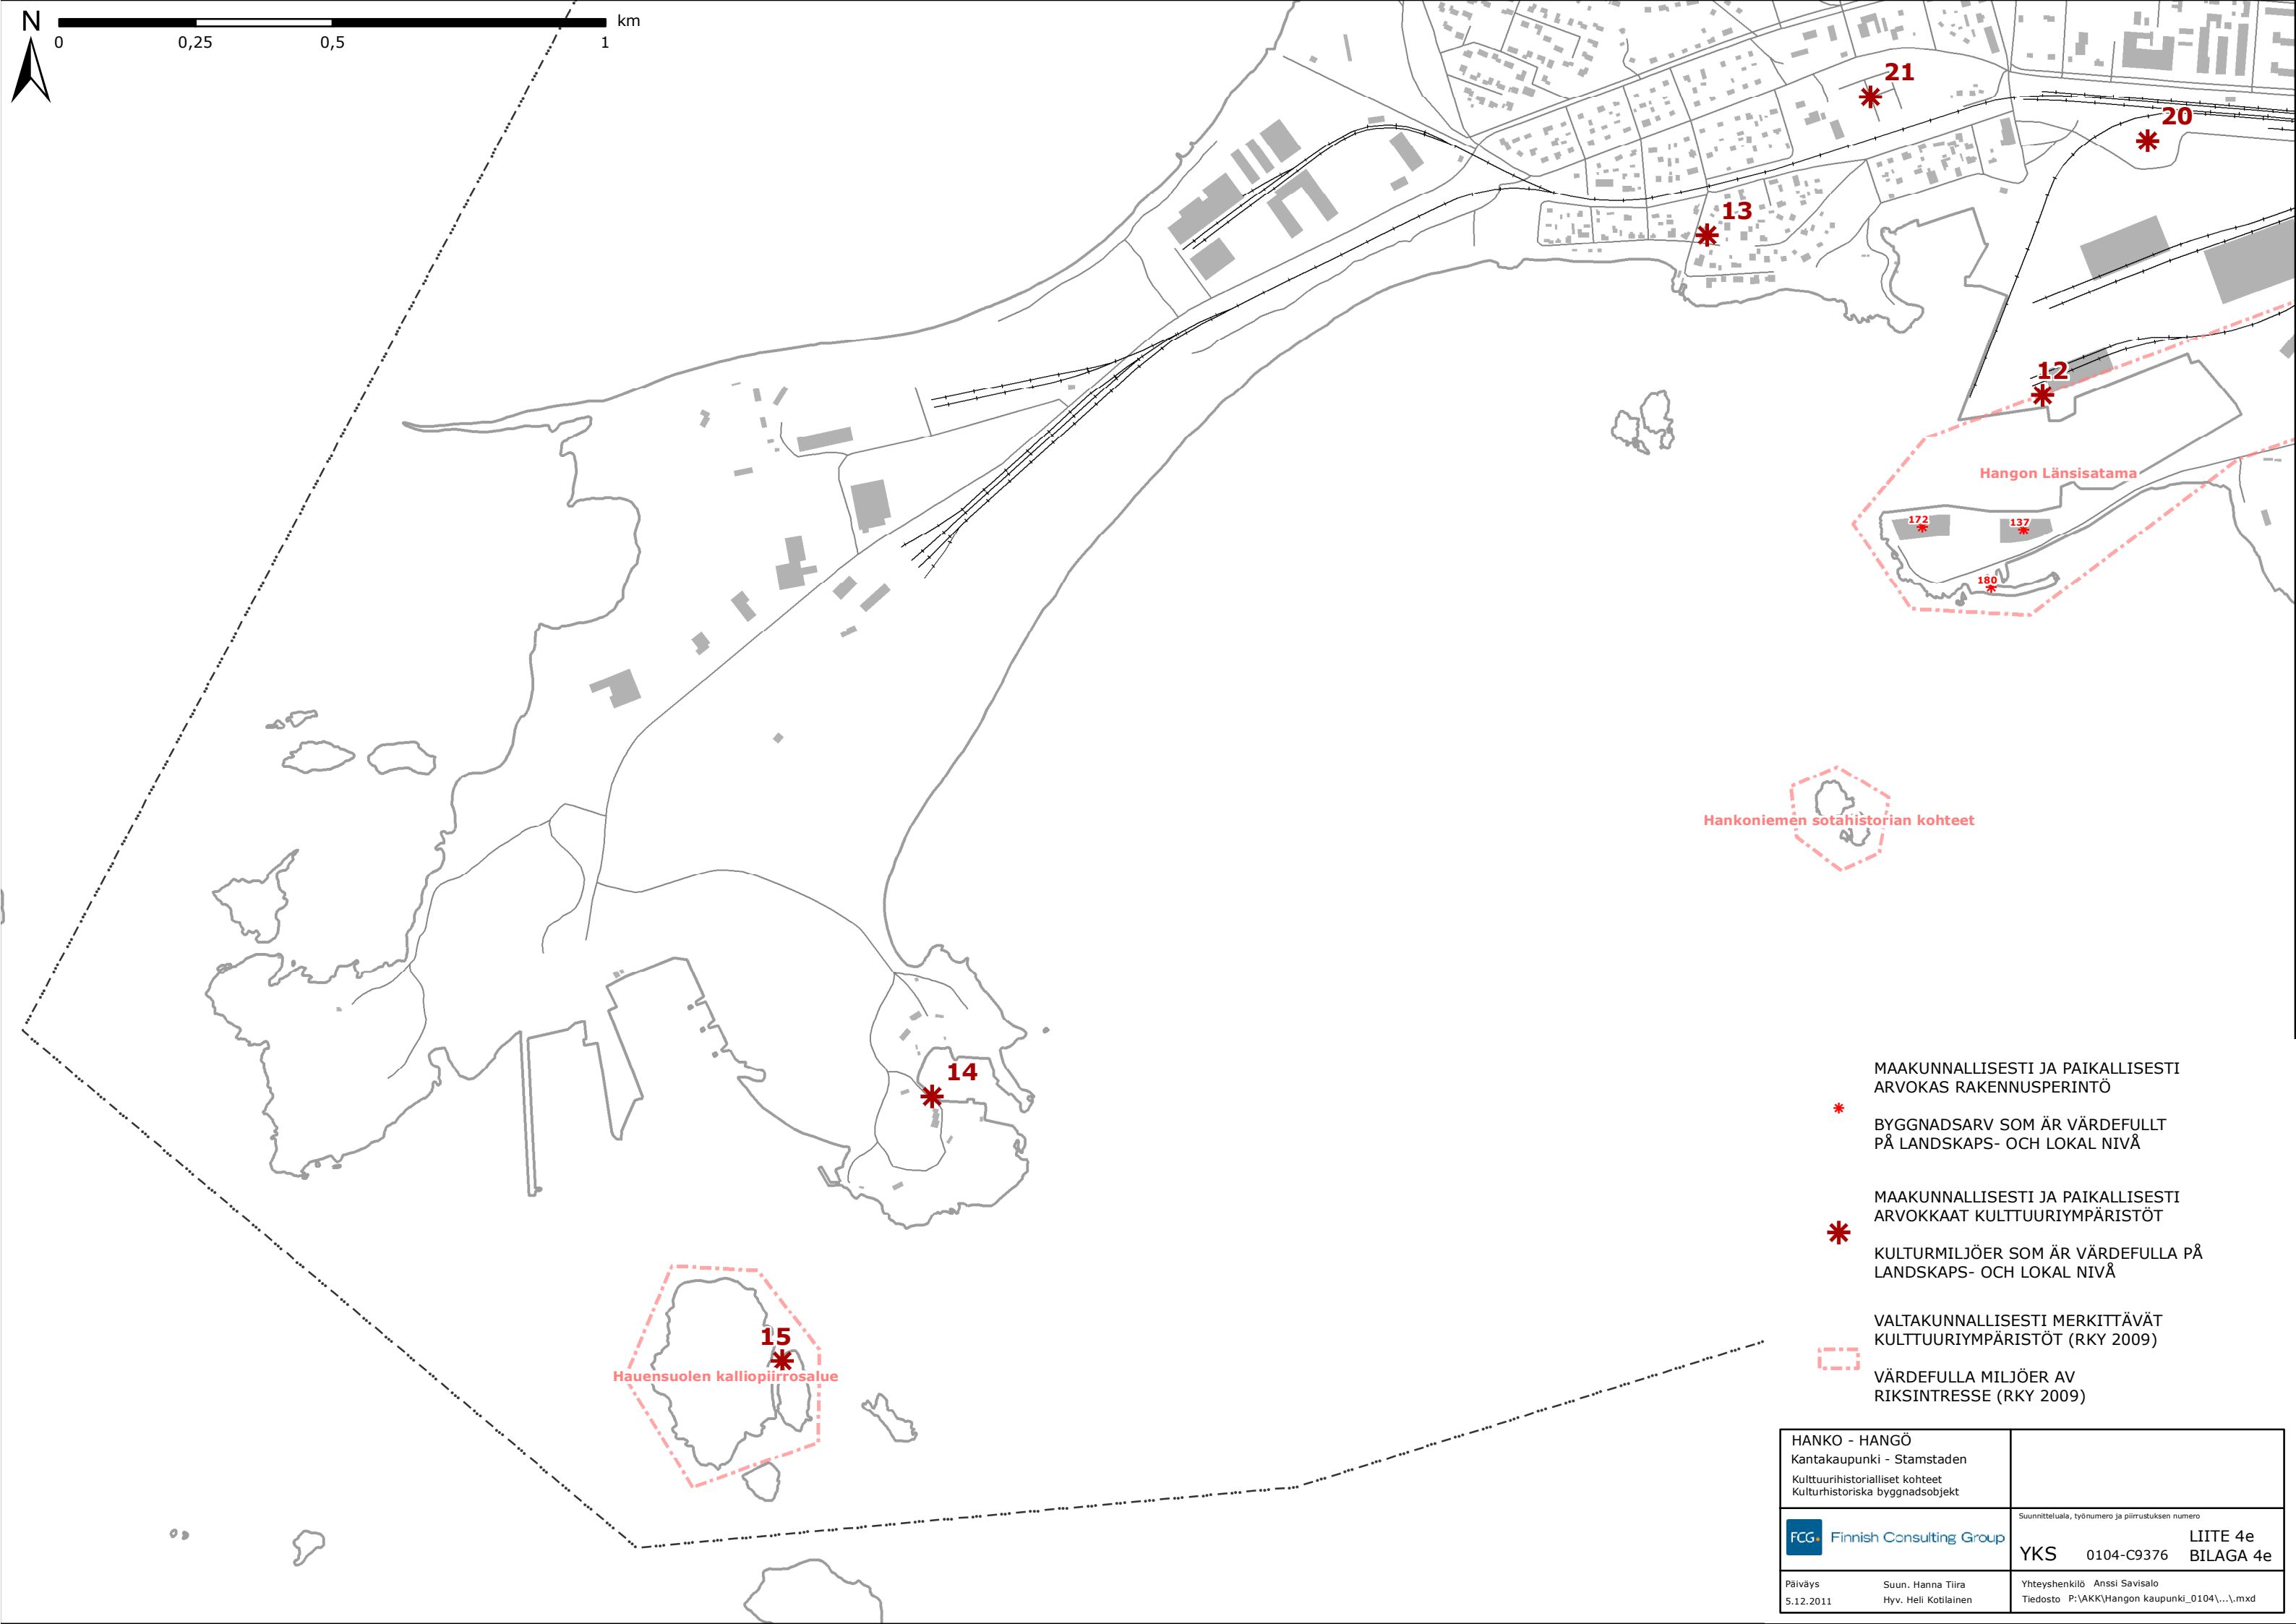 N
km
0
0,25
0,5
1
21
20
13
12
Hangon Länsisatama
172
137
180
Hankoniemen sotahistorian kohteet
14
15
Hauensuolen kalliopiirrosalue
MAAKUNNALLISESTI JA PAIKALLISESTI
ARVOKAS RAKENNUSPERINTÖ
BYGGNADSARV SOM ÄR VÄRDEFULLT
PÅ LANDSKAPS- OCH LOKAL NIVÅ
MAAKUNNALLISESTI JA PAIKALLISESTI
ARVOKKAAT KULTTUURIYMPÄRISTÖT
KULTURMILJÖER SOM ÄR VÄRDEFULLA PÅ
LANDSKAPS- OCH LOKAL NIVÅ
VALTAKUNNALLISESTI MERKITTÄVÄT
KULTTUURIYMPÄRISTÖT (RKY 2009)
VÄRDEFULLA MILJÖER AV
RIKSINTRESSE (RKY 2009)
HANKO - HANGÖ
Kantakaupunki - Stamstaden
Kulttuurihistorialliset kohteet
Kulturhistoriska byggnadsobjekt
FCG. Finnish Consulting Group
Suunnitteluala, työnumero ja piirrustuksen numero
YKS 0104-C9376 LIITE 4e
BILAGA 4e
Päiväys
5.12.2011
Suun. Hanna Tiira
Hyv. Heli Kotilainen
Yhteyshenkilö Anssi Savisalo
Tiedosto P:\AKK\Hangon kaupunki_0104\...\.mxd